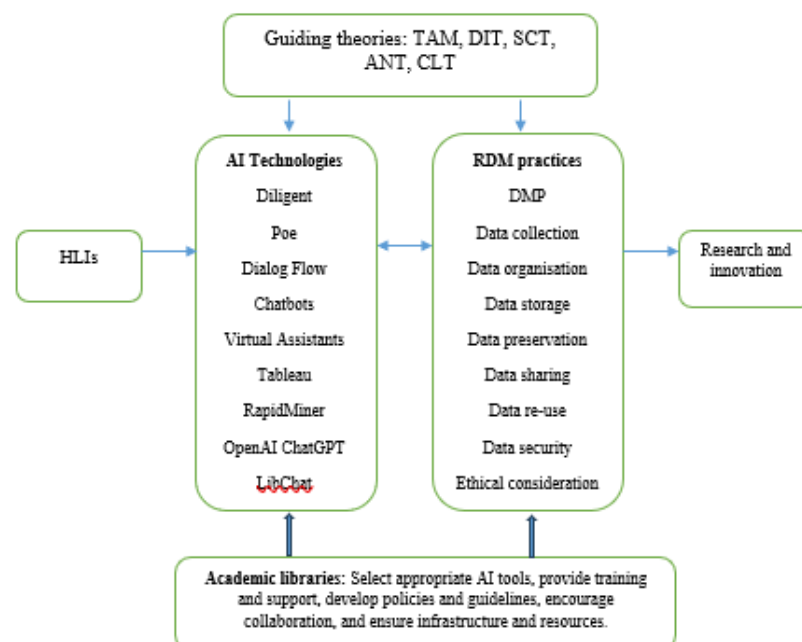 Guiding theories: TAM, DIT, SCT,
ANT, CLT
HLIs
AI Technologies
Diligent
Poe
Dialog Flow
Chatbots
Virtual Assistants
Tableau
RapidMiner
OpenAI ChatGPT
LibChat
RDM practices
DMP
Data collection
Data organisation
Data storage
Data preservation
Data sharing
Data re-use
Data security
Ethical consideration
Research and
innovation
Academic libraries: Select appropriate AI tools, provide training
and support, develop policies and guidelines, encourage
collaboration, and ensure infrastructure and resources.